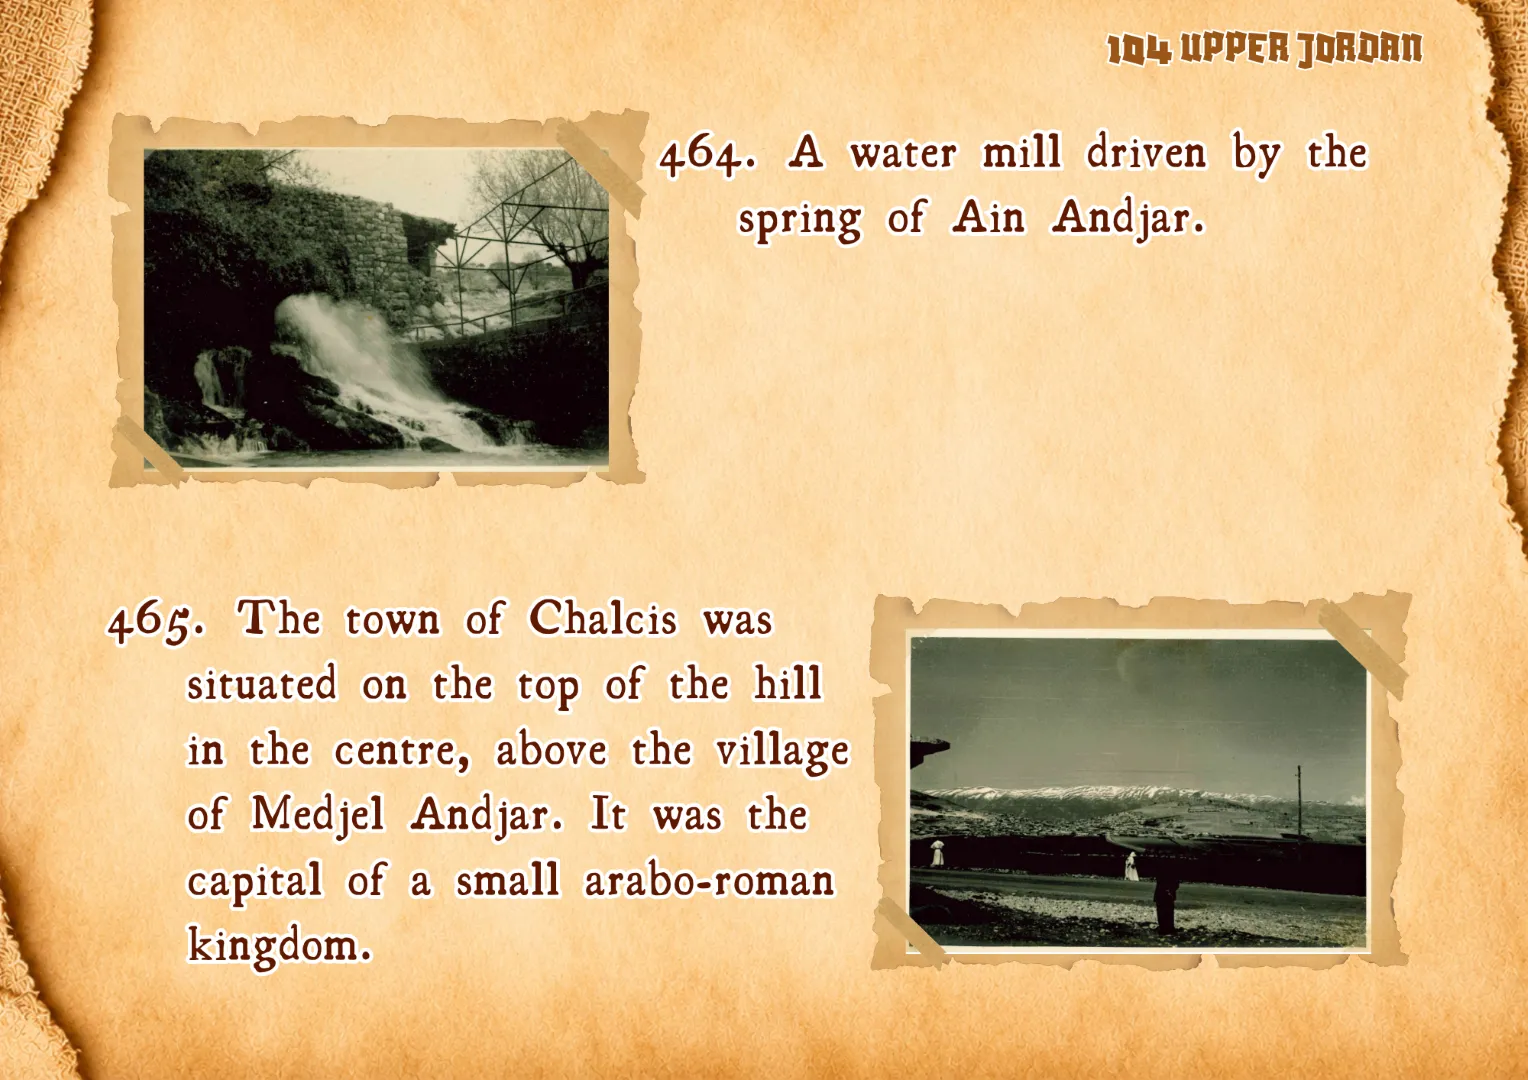 104 UPPER JORDAN
464. A water mill driven by the
spring of Ain Andjar.
465. The town of Chalcis was
situated on the top of the hill
in the centre, above the village
of Medjel Andjar. It was the
capital of a small arabo-roman
kingdom.